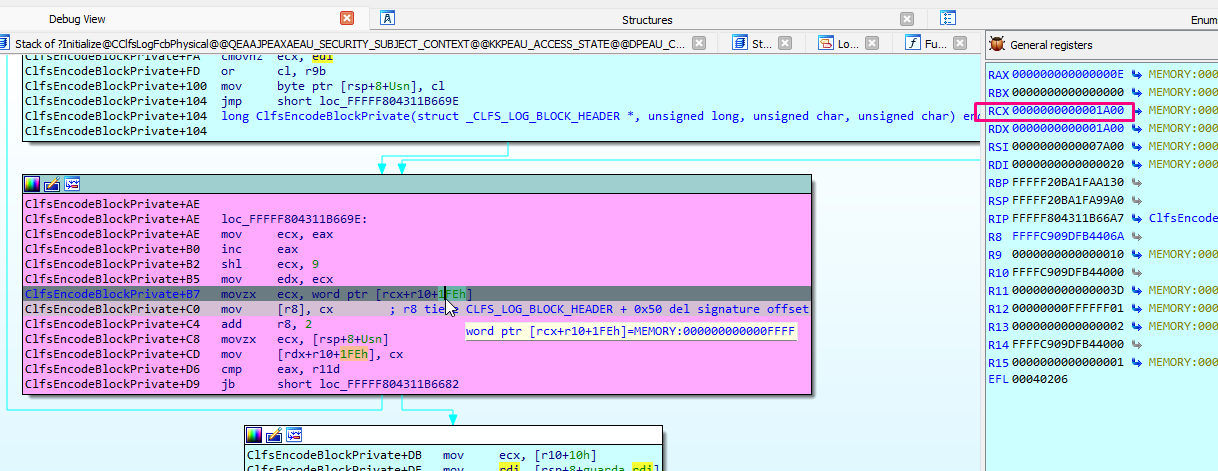 Debug View
Structures
Enum
Stack of ?Initialize@CClfsLogFcbPhysical@@QEAAJPEAXAEAU_SECURITY_SUBJECT_CONTEXT@@KKPEAU_ACCESS_STATE@@DPEAU_C...
St...
Lo...
Fu...
General registers
ClfsEncodeBlockPrivate+FA cmovnz ecx, edi
ClfsEncodeBlockPrivate+FD or cl, r9b
ClfsEncodeBlockPrivate+100 mov byte ptr [rsp+8+Usn], cl
ClfsEncodeBlockPrivate+104 jmp short loc_FFFFF804311B669E
ClfsEncodeBlockPrivate+104 long ClfsEncodeBlockPrivate(struct _CLFS_LOG_BLOCK_HEADER *, unsigned long, unsigned char, unsigned char) en
ClfsEncodeBlockPrivate+104
ClfsEncodeBlockPrivate+AE
ClfsEncodeBlockPrivate+AE loc_FFFFF804311B669E:
ClfsEncodeBlockPrivate+AE mov ecx, eax
ClfsEncodeBlockPrivate+B0 inc eax
ClfsEncodeBlockPrivate+B2 shl ecx, 9
ClfsEncodeBlockPrivate+B5 mov edx, ecx
ClfsEncodeBlockPrivate+B7 movzx ecx, word ptr [rcx+r10+1FEh]
ClfsEncodeBlockPrivate+C0 mov [r8], cx ; r8 tie CLFS_LOG_BLOCK_HEADER + 0x50 del signature offset
ClfsEncodeBlockPrivate+C4 add r8, 2
ClfsEncodeBlockPrivate+C8 movzx ecx, [rsp+8+Usn]
ClfsEncodeBlockPrivate+CD mov [rdx+r10+1FEh], cx
ClfsEncodeBlockPrivate+D6 cmp eax, r11d
ClfsEncodeBlockPrivate+D9 jb short loc_FFFFF804311B6682
word ptr [rcx+r10+1FEh]=MEMORY:000000000000FFFF
ClfsEncodeBlockPrivate+DB mov ecx, [r10+10h]
ClfsEncodeBlockPrivate+DF mov rdi, [rsp+8+guarda_rdi]
RAX 000000000000000E MEMORY:000
RBX 0000000000000000 MEMORY:000
RCX 0000000000001A00 MEMORY:000
RDX 0000000000001A00 MEMORY:000
RSI 0000000000007A00 MEMORY:000
RDI 0000000000000020 MEMORY:000
RBP FFFFF20BA1FAA130
RSP FFFFF20BA1FA99A0
RIP FFFFF804311B66A7 ClfsEncod
R8 FFFFC909DFB4406A
R9 0000000000000010 MEMORY:000
R10 FFFFC909DFB44000
R11 000000000000003D MEMORY:000
R12 00000000FFFFFF01 MEMORY:000
R13 0000000000000002 MEMORY:000
R14 FFFFC909DFB44000
R15 0000000000000001 MEMORY:000
EFL 00040206